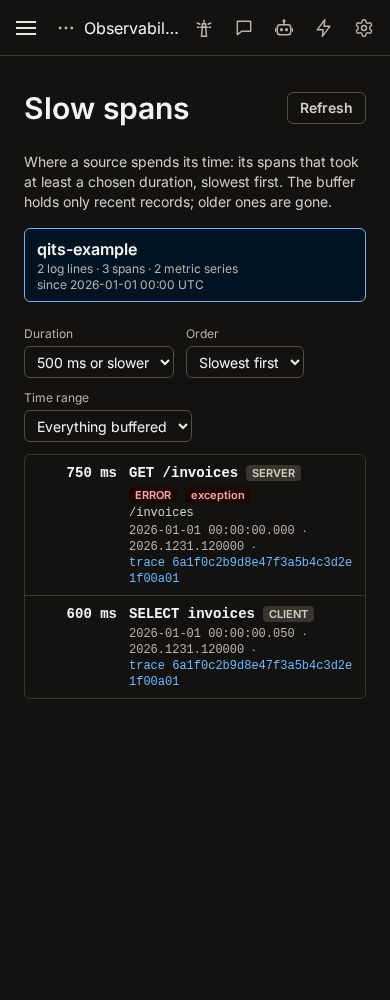 Observabil...
Slow spans
Refresh
Where a source spends its time: its spans that took
at least a chosen duration, slowest first. The buffer
holds only recent records; older ones are gone.
qits-example
2 log lines · 3 spans · 2 metric series
since 2026-01-01 00:00 UTC
Duration
Order
500 ms or slower
Slowest first
Time range
Everything buffered
750 ms GET /invoices SERVER
ERROR exception
/invoices
2026-01-01 00:00:00.000 ·
2026.1231.120000 ·
trace 6a1f0c2b9d8e47f3a5b4c3d2e
1f00a01
600 ms SELECT invoices CLIENT
2026-01-01 00:00:00.050 ·
2026.1231.120000 ·
trace 6a1f0c2b9d8e47f3a5b4c3d2e
1f00a01